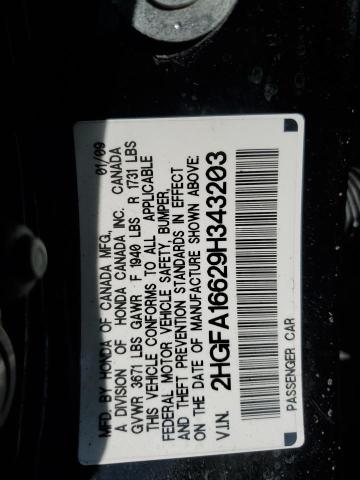 MFD. BY HONDA OF CANADA MFG., 01/09
A DIVISION OF HONDA CANADA INC. CANADA
GVWR 3671 LBS GAWR F 1940 LBS R 1731 LBS
THIS VEHICLE CONFORMS TO ALL APPLICABLE
FEDERAL MOTOR VEHICLE SAFETY, BUMPER,
AND THEFT PREVENTION STANDARDS IN EFFECT
ON THE DATE OF MANUFACTURE SHOWN ABOVE.
2HGFA16629H343203
V.I.N. PASSENGER CAR